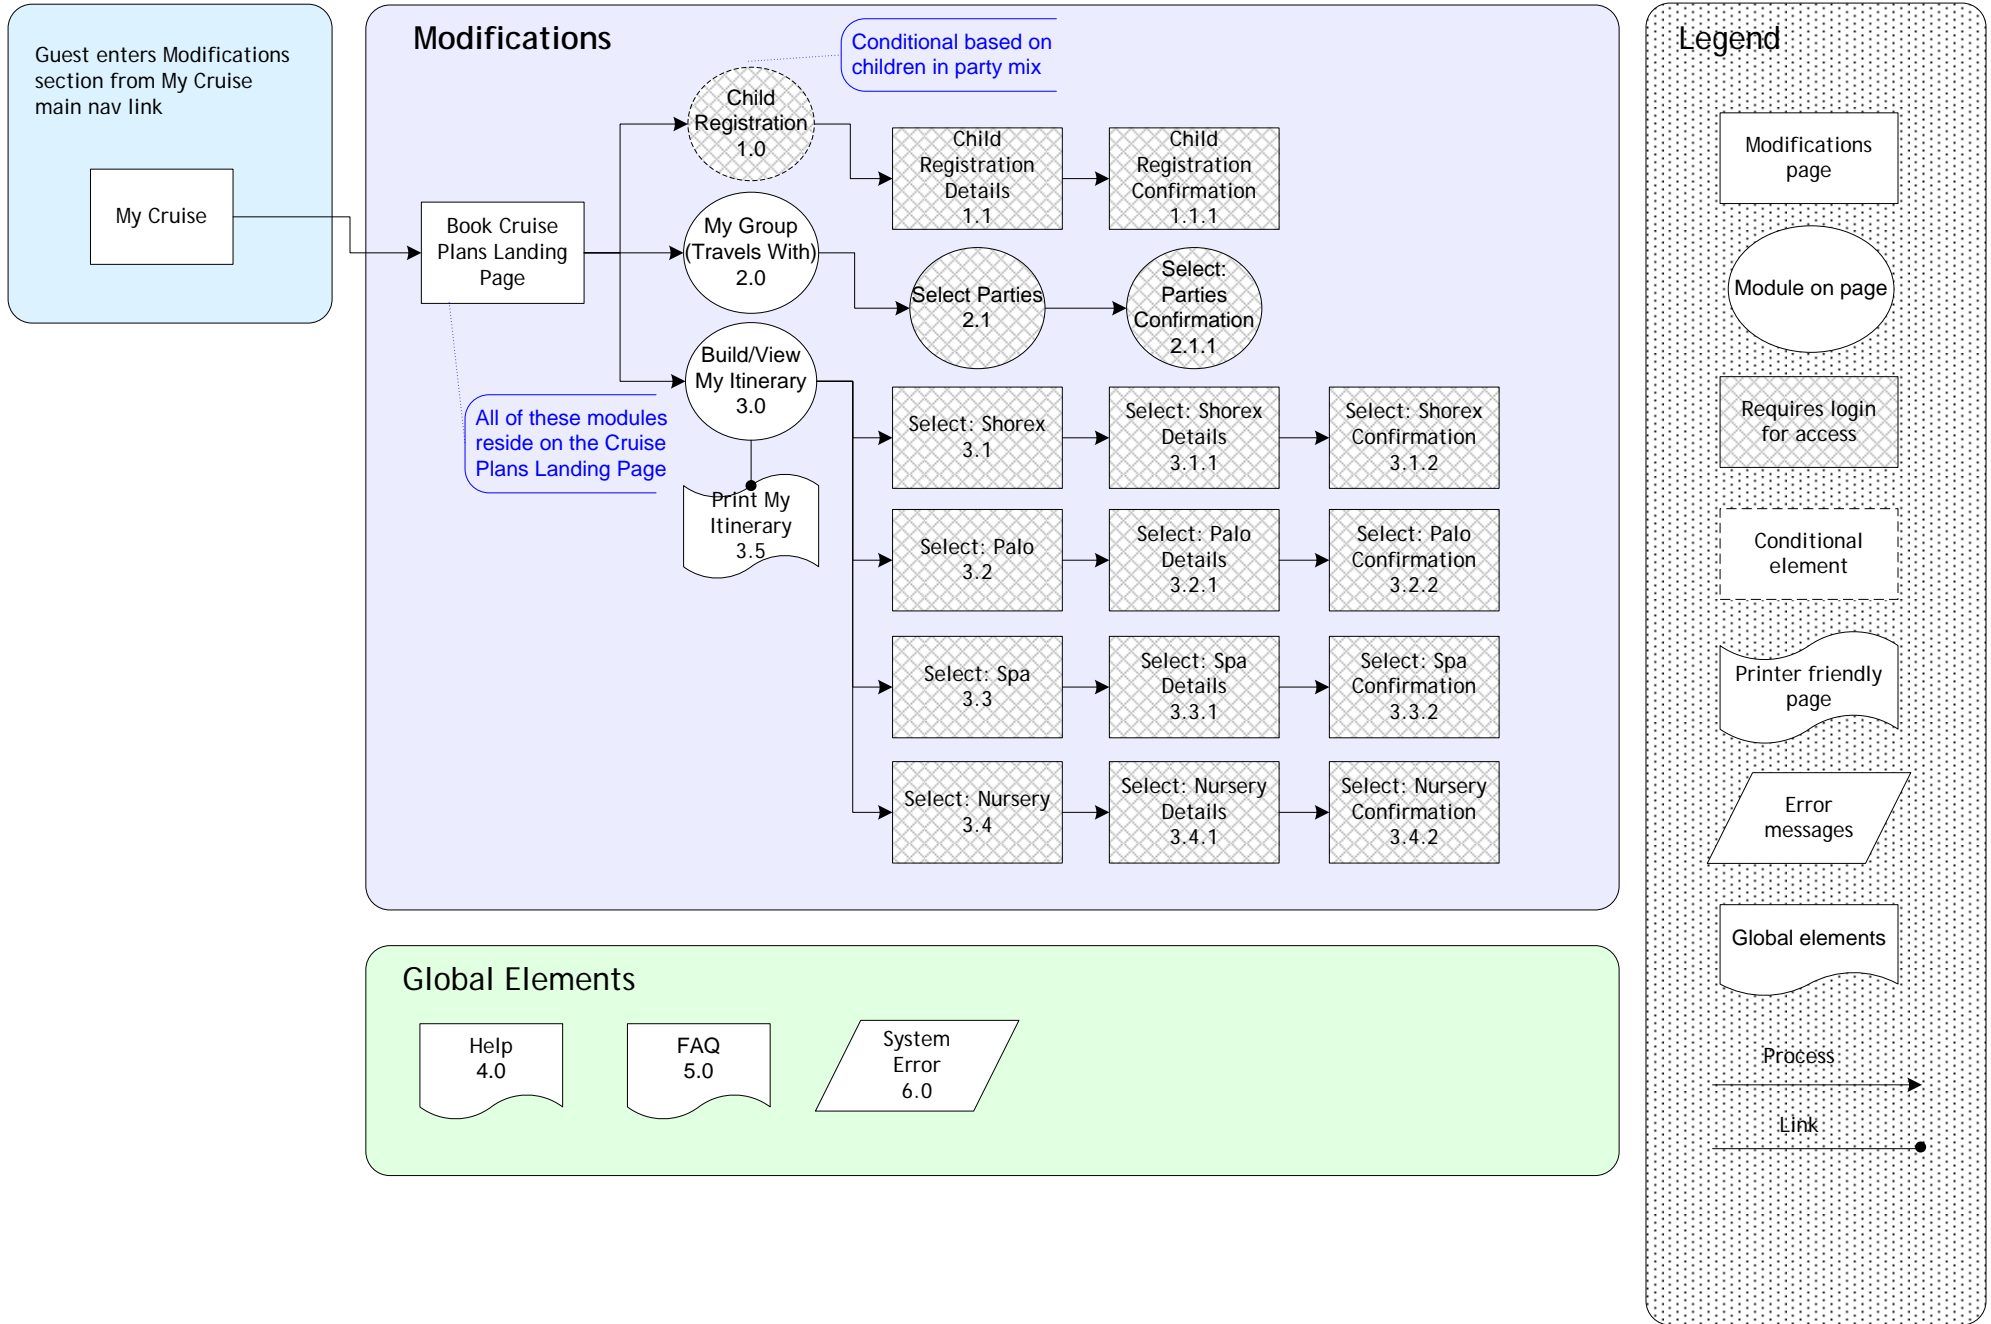 Guest enters Modifications
section from My Cruise
main nav link
My Cruise
Modifications
Conditional based on
children in party mix
Child
Registration
1.0
Child
Registration
Details
1.1
Child
Registration
Confirmation
1.1.1
Book Cruise
Plans Landing
Page
My Group
(Travels With)
2.0
Select Parties
2.1
Select:
Parties
Confirmation
2.1.1
Build/View
My Itinerary
3.0
All of these modules
reside on the Cruise
Plans Landing Page
Print My
Itinerary
3.5
Select: Shorex
3.1
Select: Shorex
Details
3.1.1
Select: Shorex
Confirmation
3.1.2
Select: Palo
3.2
Select: Palo
Details
3.2.1
Select: Palo
Confirmation
3.2.2
Select: Spa
3.3
Select: Spa
Details
3.3.1
Select: Spa
Confirmation
3.3.2
Select: Nursery
3.4
Select: Nursery
Details
3.4.1
Select: Nursery
Confirmation
3.4.2
Global Elements
Help
4.0
FAQ
5.0
System
Error
6.0
Legend
Modifications
page
Module on page
Requires login
for access
Conditional
element
Printer friendly
page
Error
messages
Global elements
Process
Link